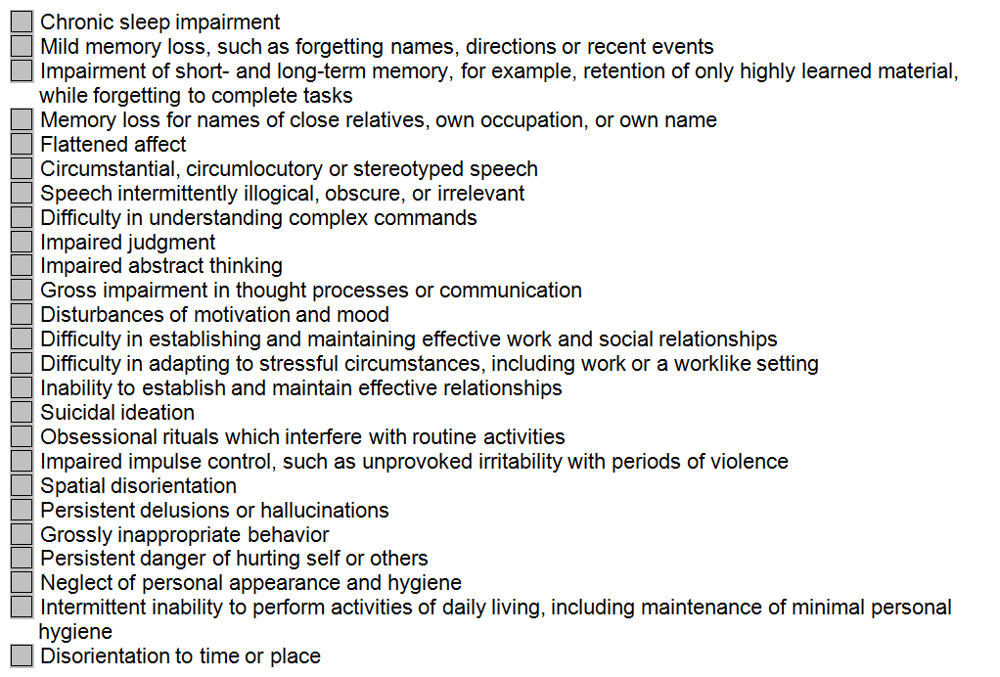 Chronic sleep impairment
Mild memory loss, such as forgetting names, directions or recent events
Impairment of short- and long-term memory, for example, retention of only highly learned material,
while forgetting to complete tasks
Memory loss for names of close relatives, own occupation, or own name
Flattened affect
Circumstantial, circumlocutory or stereotyped speech
Speech intermittently illogical, obscure, or irrelevant
Difficulty in understanding complex commands
Impaired judgment
Impaired abstract thinking
Gross impairment in thought processes or communication
Disturbances of motivation and mood
Difficulty in establishing and maintaining effective work and social relationships
Difficulty in adapting to stressful circumstances, including work or a worklike setting
Inability to establish and maintain effective relationships
Suicidal ideation
Obsessional rituals which interfere with routine activities
Impaired impulse control, such as unprovoked irritability with periods of violence
Spatial disorientation
Persistent delusions or hallucinations
Grossly inappropriate behavior
Persistent danger of hurting self or others
Neglect of personal appearance and hygiene
Intermittent inability to perform activities of daily living, including maintenance of minimal personal
hygiene
Disorientation to time or place